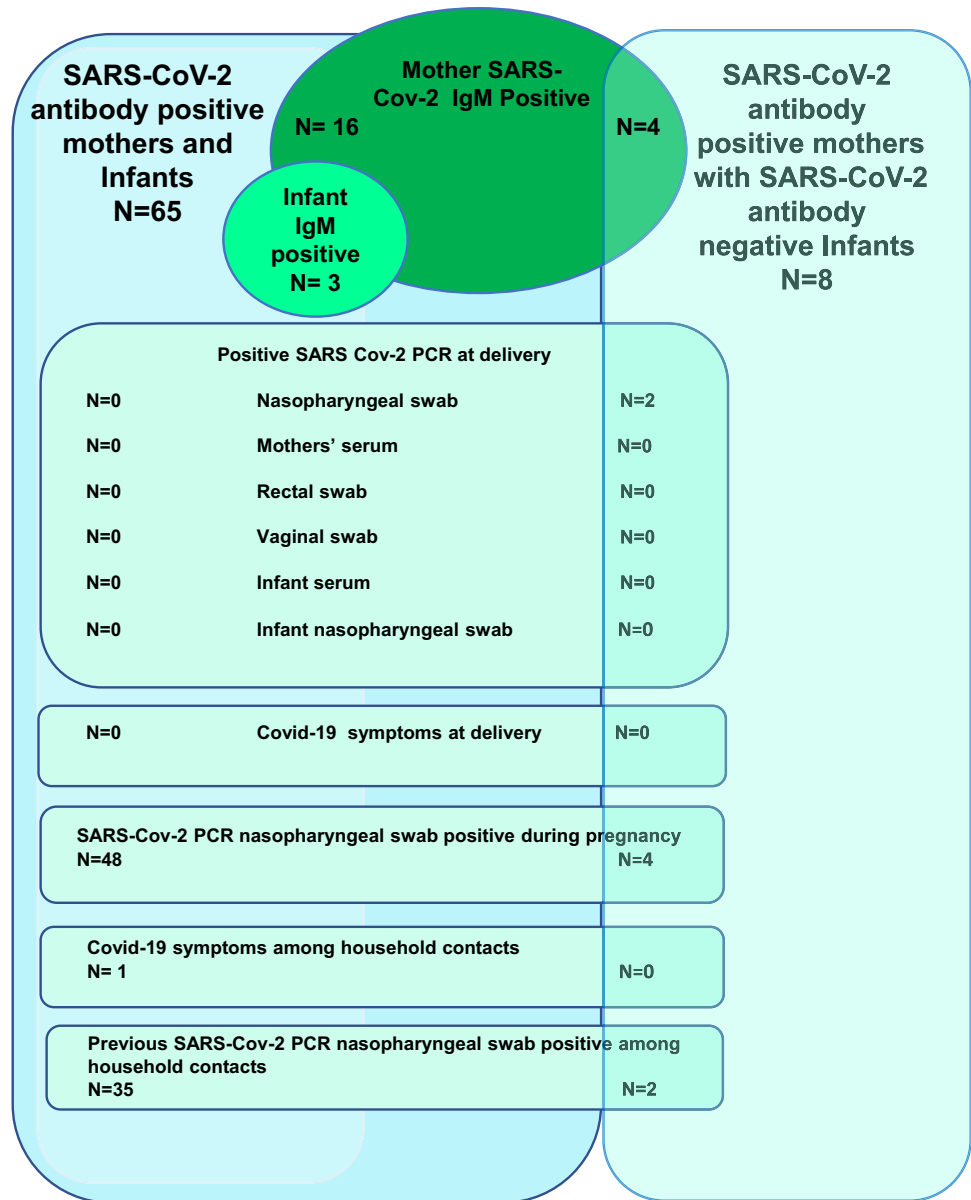 SARS-CoV-2
antibody positive
mothers and
Infants
N=65
Mother SARS-
Cov-2 IgM Positive
N= 16
N=4
Infant
IgM
positive
N= 3
SARS-CoV-2
antibody
positive mothers
with SARS-CoV-2
antibody
negative Infants
N=8
Positive SARS Cov-2 PCR at delivery
N=0 Nasopharyngeal swab N=2
N=0 Mothers’ serum N=0
N=0 Rectal swab N=0
N=0 Vaginal swab N=0
N=0 Infant serum N=0
N=0 Infant nasopharyngeal swab N=0
N=0 Covid-19 symptoms at delivery N=0
SARS-Cov-2 PCR nasopharyngeal swab positive during pregnancy
N=48 N=4
Covid-19 symptoms among household contacts
N= 1 N=0
Previous SARS-Cov-2 PCR nasopharyngeal swab positive among
household contacts
N=35 N=2